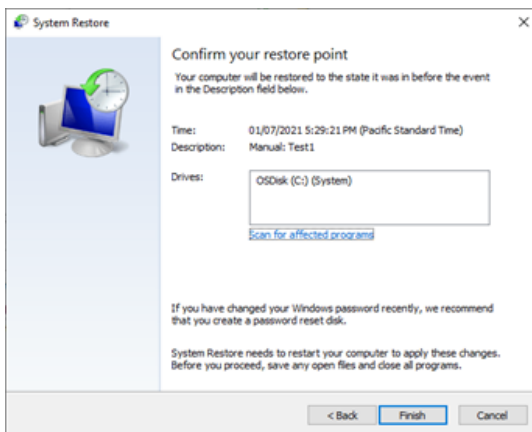 System Restore
Confirm your restore point
Your computer will be restored to the state it was in before the event
in the Description field below.
Time: 01/07/2021 5:29:21 PM (Pacific Standard Time)
Description: Manual: Test1
Drives: OSDisk (C:) (System)
Scan for affected programs
If you have changed your Windows password recently, we recommend
that you create a password reset disk.
System Restore needs to restart your computer to apply these changes.
Before you proceed, save any open files and close all programs.
< Back Finish Cancel